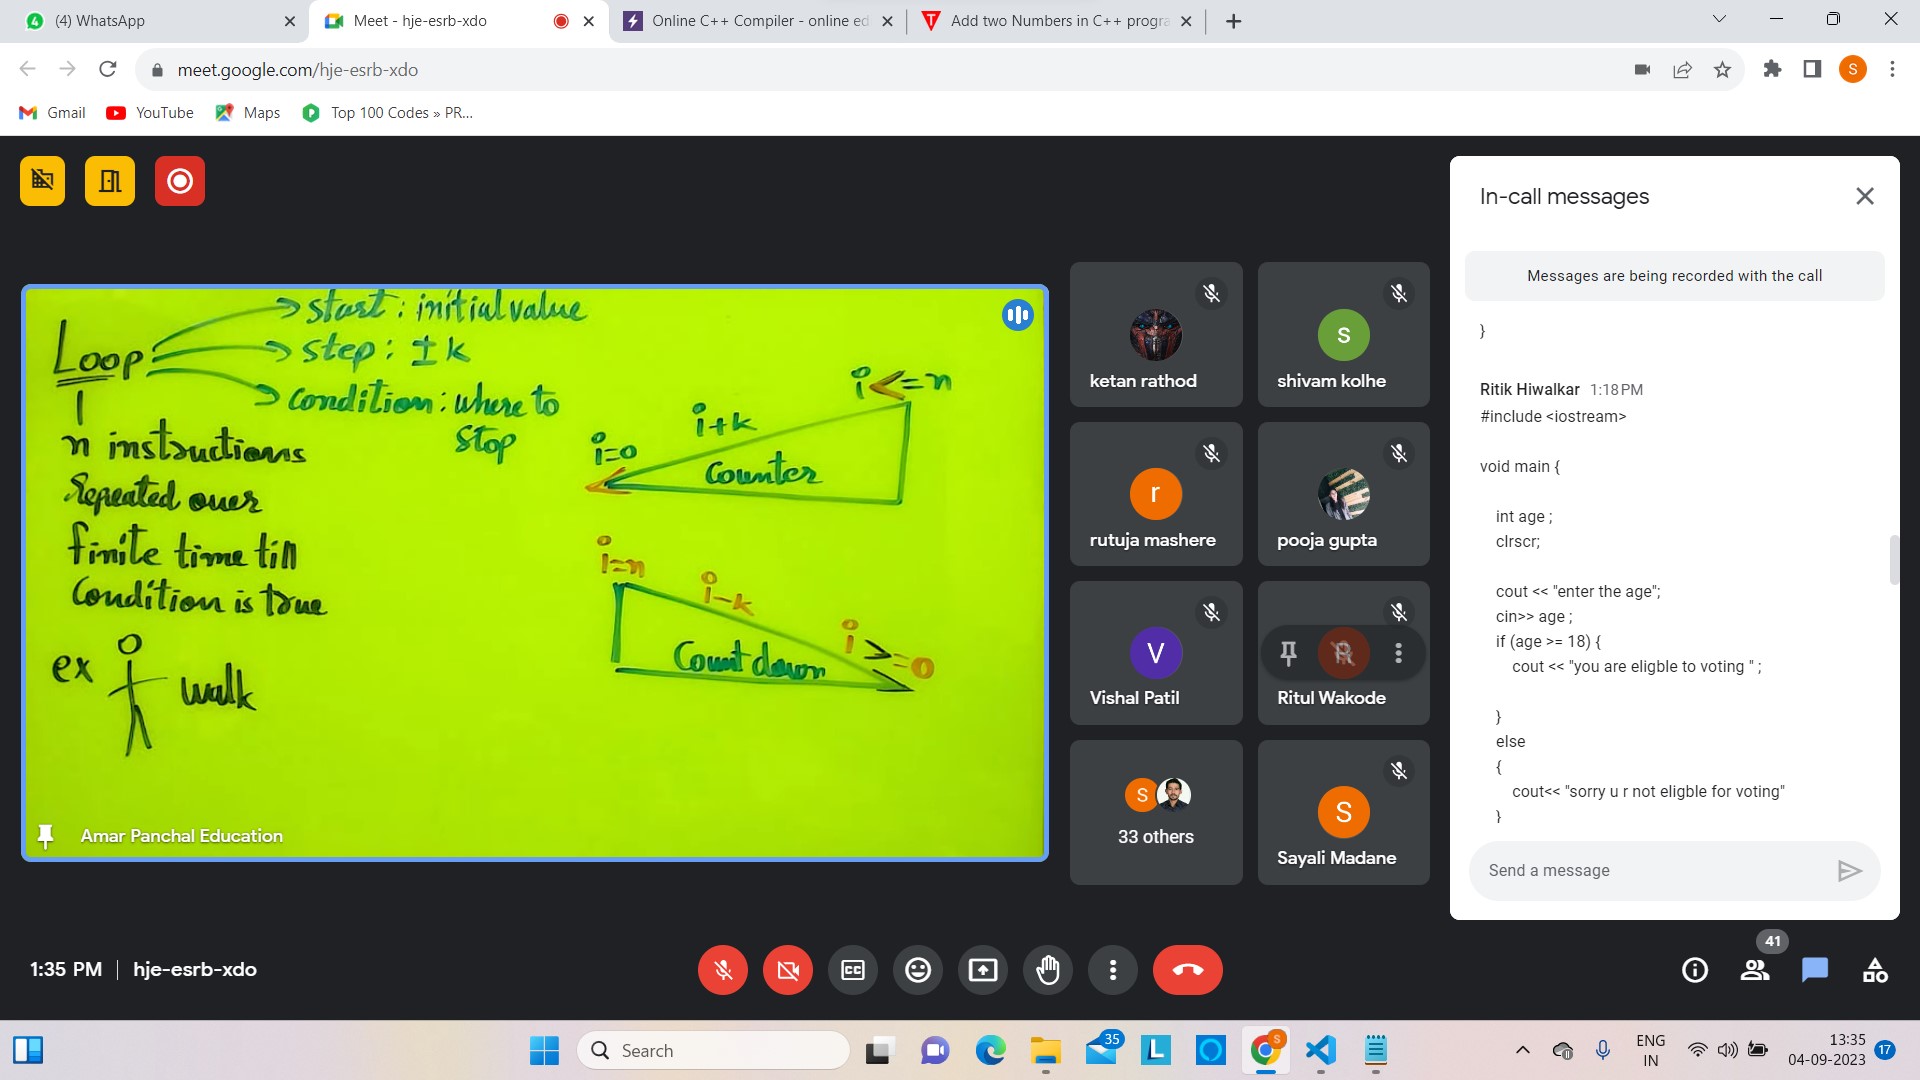 (4) WhatsApp
Meet - hje-esrb-xdo
Online C++ Compiler - online ed
Add two Numbers in C++ progra
meet.google.com/hje-esrb-xdo
S
Gmail
YouTube
Maps
Top 100 Codes » PR...
Loop:
start: initial value
step: ± k
condition: where to
stop
n instructions
Repeated over
finite time till
Condition is true
ex
walk
i=0
i+k
i<=n
Counter
i=n
i-k
i>=0
Count down
Amar Panchal Education
ketan rathod
s
shivam kolhe
r
rutuja mashere
pooja gupta
V
Vishal Patil
R
Ritul Wakode
S
33 others
S
Sayali Madane
In-call messages
Messages are being recorded with the call
}
Ritik Hiwalkar 1:18 PM
#include <iostream>
void main {
int age ;
clrscr;
cout << "enter the age";
cin>> age ;
if (age >= 18) {
cout << "you are eligble to voting " ;
}
else
{
cout<< "sorry u r not eligble for voting"
}
Send a message
1:35 PM | hje-esrb-xdo
CC
41
Search
35
L
S
ENG
IN
13:35
04-09-2023
17